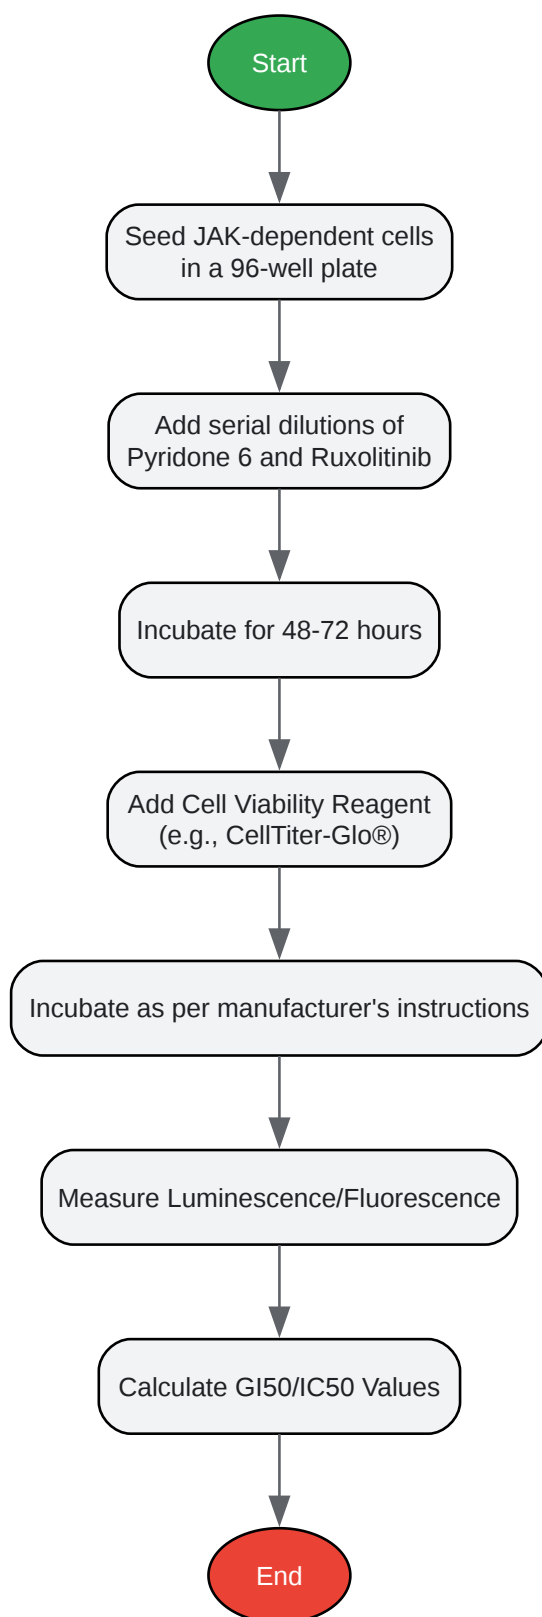 Start
Seed JAK-dependent cells
in a 96-well plate
Add serial dilutions of
Pyridone 6 and Ruxolitinib
Incubate for 48-72 hours
Add Cell Viability Reagent
(e.g., CellTiter-Glo®)
Incubate as per manufacturer's instructions
Measure Luminescence/Fluorescence
Calculate GI50/IC50 Values
End